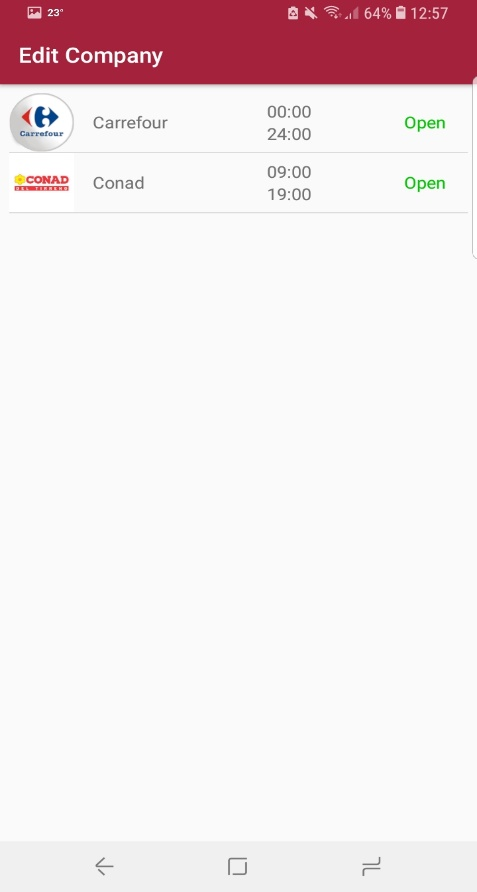 23° 64% 12:57
Edit Company
Carrefour
Carrefour
00:00
24:00
Open
CONAD
Conad
09:00
19:00
Open